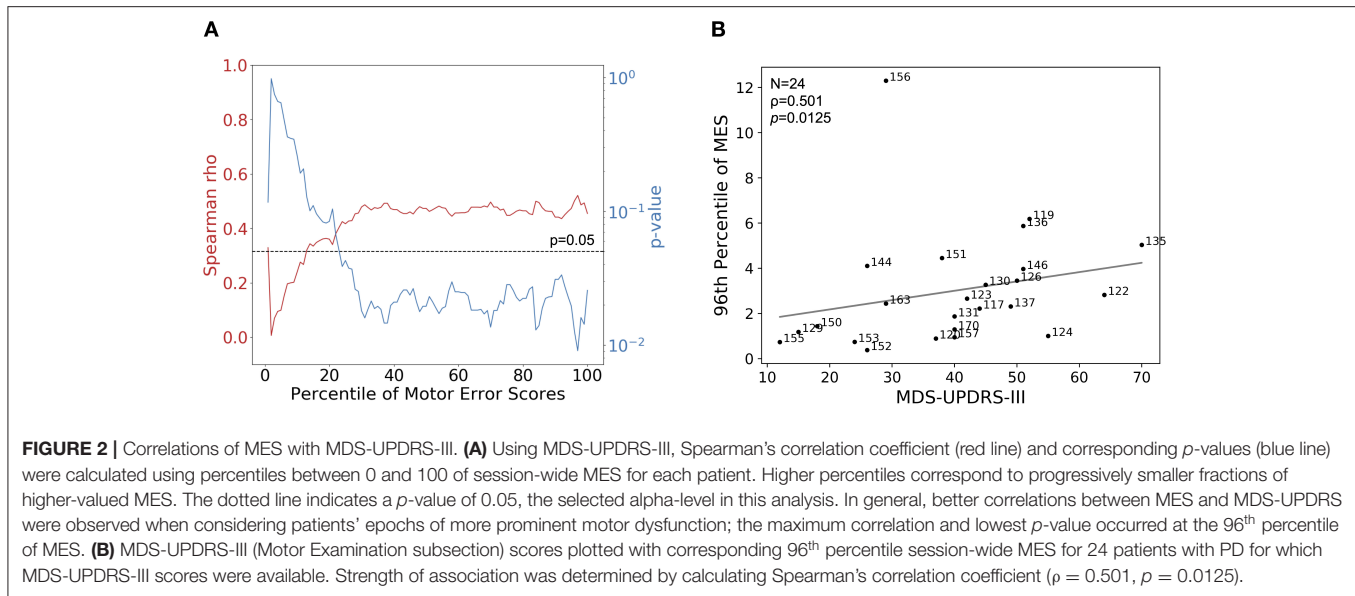 A
B
1.0
0.8
0.6
0.4
0.2
0.0
Spearman rho
10⁰
10⁻¹
10⁻²
p-value
p=0.05
0 20 40 60 80 100
Percentile of Motor Error Scores
N=24
ρ=0.501
p=0.0125
12
10
8
6
4
2
0
96th Percentile of MES
156
119
136
135
151
144
146
126
130
123
122
163
117
137
131
150
129
170
157
124
120
153
155
152
10 20 30 40 50 60 70
MDS-UPDRS-III
FIGURE 2 | Correlations of MES with MDS-UPDRS-III. (A) Using MDS-UPDRS-III, Spearman's correlation coefficient (red line) and corresponding p-values (blue line)
were calculated using percentiles between 0 and 100 of session-wide MES for each patient. Higher percentiles correspond to progressively smaller fractions of
higher-valued MES. The dotted line indicates a p-value of 0.05, the selected alpha-level in this analysis. In general, better correlations between MES and MDS-UPDRS
were observed when considering patients' epochs of more prominent motor dysfunction; the maximum correlation and lowest p-value occurred at the 96th percentile
of MES. (B) MDS-UPDRS-III (Motor Examination subsection) scores plotted with corresponding 96th percentile session-wide MES for 24 patients with PD for which
MDS-UPDRS-III scores were available. Strength of association was determined by calculating Spearman's correlation coefficient (ρ = 0.501, p = 0.0125).